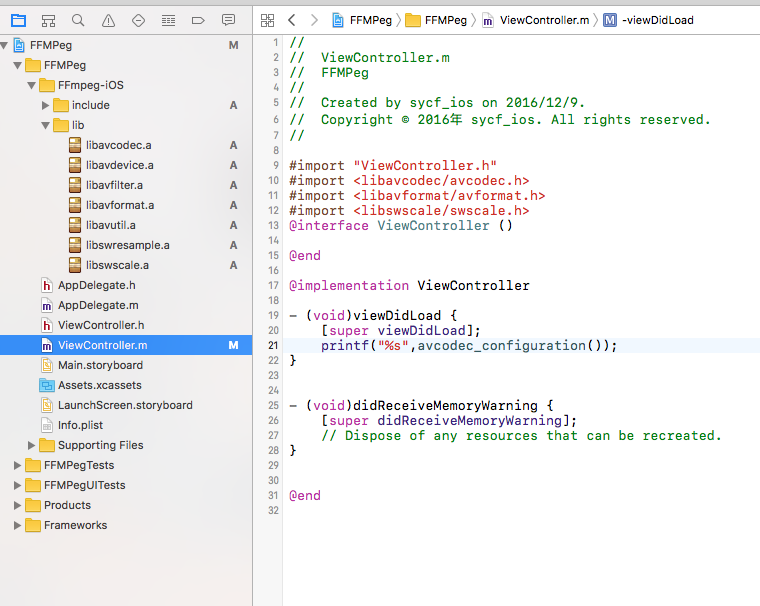 FFMPeg
FFMPeg
ViewController.m
M
-viewDidLoad
FFMPeg M
FFMPeg
FFmpeg-iOS
include A
lib
libavcodec.a A
libavdevice.a A
libavfilter.a A
libavformat.a A
libavutil.a A
libswresample.a A
libswscale.a A
h AppDelegate.h
m AppDelegate.m
h ViewController.h
m ViewController.m M
Main.storyboard
Assets.xcassets
LaunchScreen.storyboard
Info.plist
Supporting Files
FFMPegTests
FFMPegUITests
Products
Frameworks
1 //
2 //  ViewController.m
3 //  FFMPeg
4 //
5 //  Created by sycf_ios on 2016/12/9.
6 //  Copyright © 2016年 sycf_ios. All rights reserved.
7 //
8
9 #import "ViewController.h"
10 #import <libavcodec/avcodec.h>
11 #import <libavformat/avformat.h>
12 #import <libswscale/swscale.h>
13 @interface ViewController ()
14
15 @end
16
17 @implementation ViewController
18
19 - (void)viewDidLoad {
20     [super viewDidLoad];
21     printf("%s",avcodec_configuration());
22 }
23
24
25 - (void)didReceiveMemoryWarning {
26     [super didReceiveMemoryWarning];
27     // Dispose of any resources that can be recreated.
28 }
29
30
31 @end
32